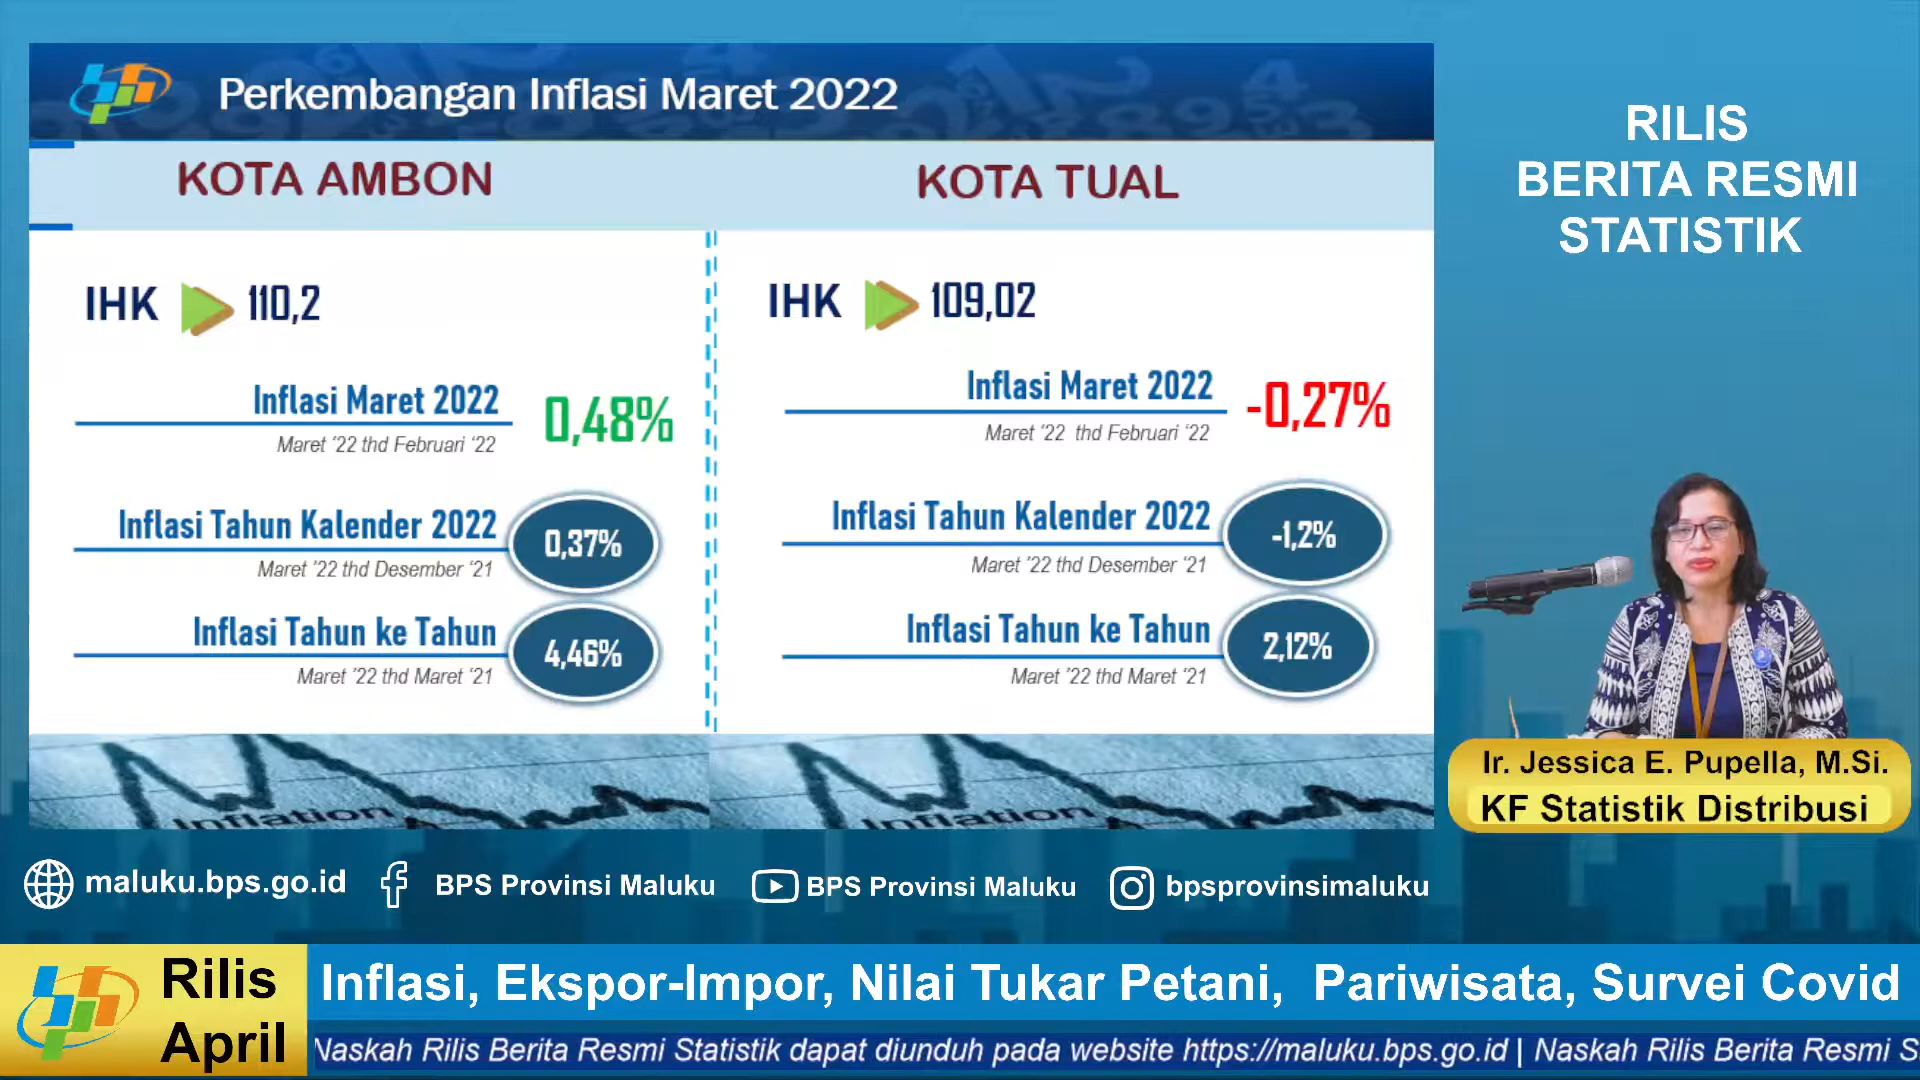 Perkembangan Inflasi Maret 2022
KOTA AMBON
IHK 110,2
Inflasi Maret 2022 0,48%
Maret '22 thd Februari '22
Inflasi Tahun Kalender 2022 0,37%
Maret '22 thd Desember '21
Inflasi Tahun ke Tahun 4,46%
Maret '22 thd Maret '21
KOTA TUAL
IHK 109,02
Inflasi Maret 2022 -0,27%
Maret '22 thd Februari '22
Inflasi Tahun Kalender 2022 -1,2%
Maret '22 thd Desember '21
Inflasi Tahun ke Tahun 2,12%
Maret '22 thd Maret '21
Inflation
Inflation
RILIS
BERITA RESMI
STATISTIK
Ir. Jessica E. Pupella, M.Si.
KF Statistik Distribusi
maluku.bps.go.id
BPS Provinsi Maluku
BPS Provinsi Maluku
bpsprovinsimaluku
Rilis
April
Inflasi, Ekspor-Impor, Nilai Tukar Petani, Pariwisata, Survei Covid
Naskah Rilis Berita Resmi Statistik dapat diunduh pada website https://maluku.bps.go.id | Naskah Rilis Berita Resmi S